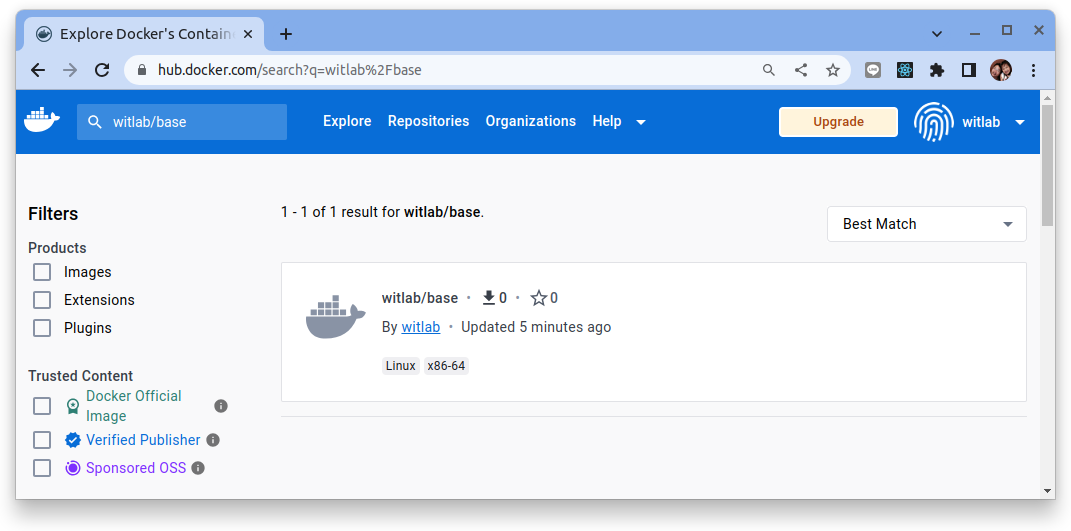 Explore Docker's Contain
hub.docker.com/search?q=witlab%2Fbase
witlab/base
Explore Repositories Organizations Help
Upgrade
witlab
Filters
Products
Images
Extensions
Plugins
Trusted Content
Docker Official
Image
Verified Publisher
Sponsored OSS
1 - 1 of 1 result for witlab/base.
Best Match
witlab/base • 0 • 0
By witlab • Updated 5 minutes ago
Linux x86-64